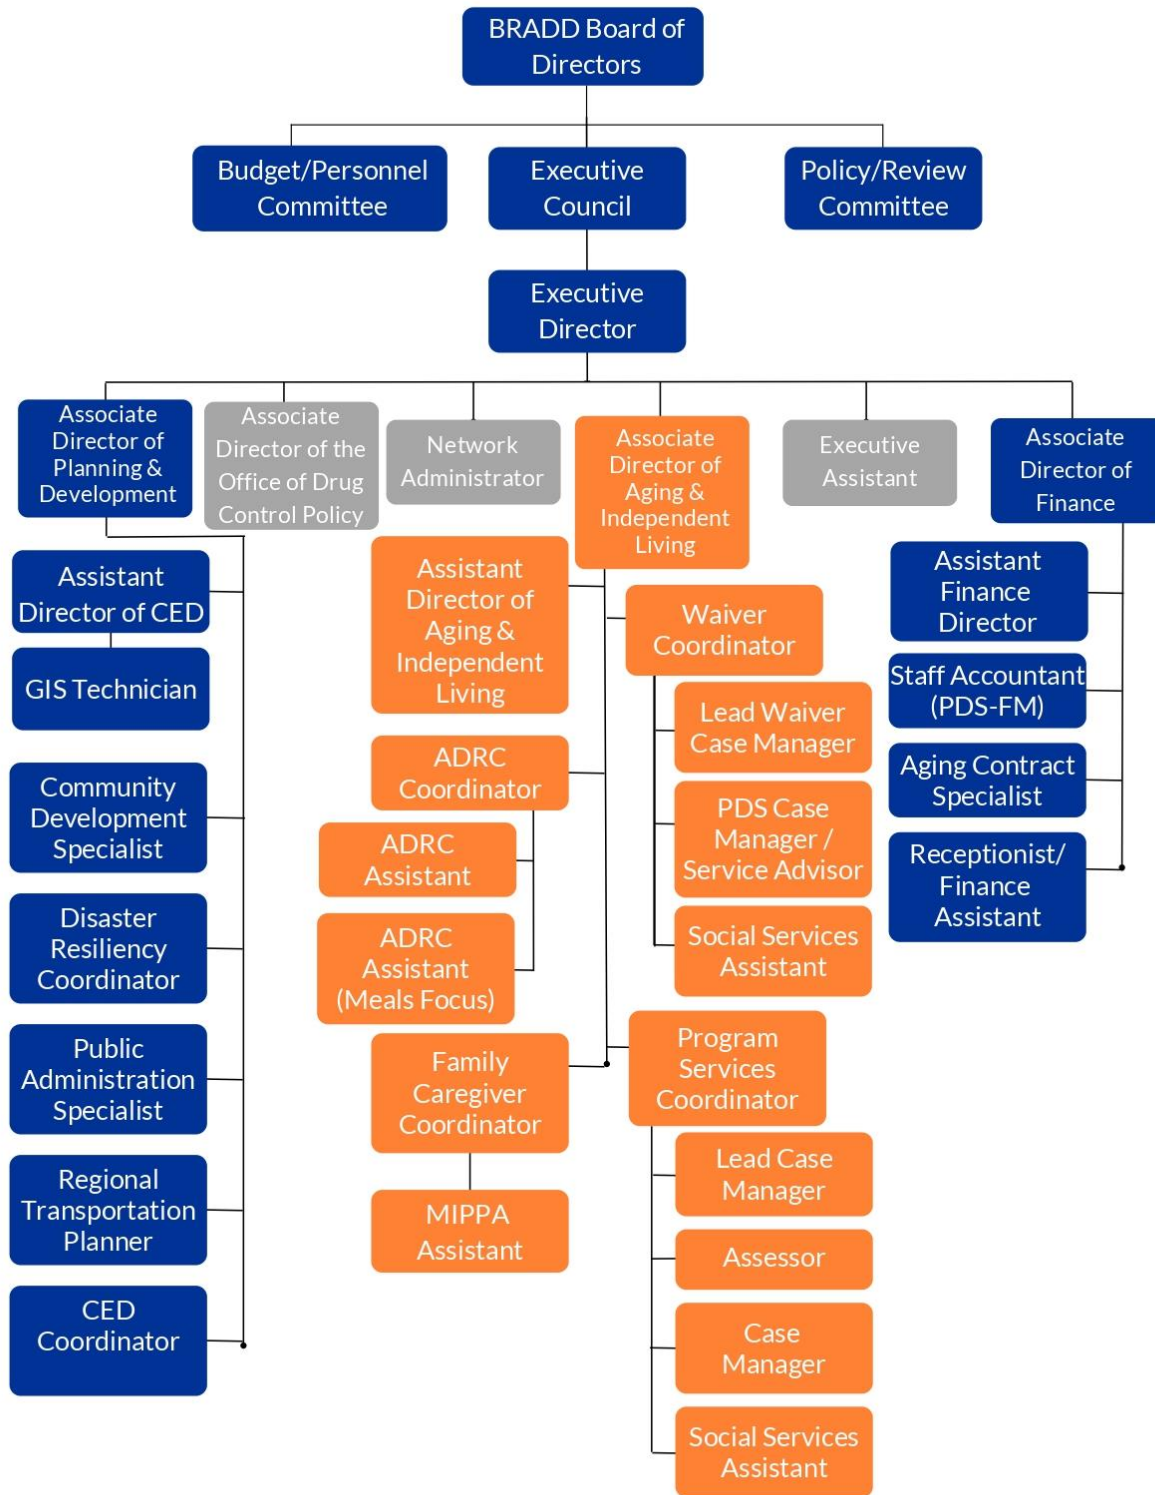 BRADD Board of
Directors
Budget/Personnel
Committee
Executive
Council
Policy/Review
Committee
Executive
Director
Associate
Director of
Planning &
Development
Associate
Director of the
Office of Drug
Control Policy
Network
Administrator
Associate
Director of
Aging &
Independent
Living
Executive
Assistant
Associate
Director of
Finance
Assistant
Director of CED
GIS Technician
Community
Development
Specialist
Disaster
Resiliency
Coordinator
Public
Administration
Specialist
Regional
Transportation
Planner
CED
Coordinator
Assistant
Director of
Aging &
Independent
Living
ADRC
Coordinator
ADRC
Assistant
ADRC
Assistant
(Meals Focus)
Family
Caregiver
Coordinator
MIPPA
Assistant
Waiver
Coordinator
Lead Waiver
Case Manager
PDS Case
Manager /
Service Advisor
Social Services
Assistant
Program
Services
Coordinator
Lead Case
Manager
Assessor
Case
Manager
Social Services
Assistant
Assistant
Finance
Director
Staff Accountant
(PDS-FM)
Aging Contract
Specialist
Receptionist/
Finance
Assistant